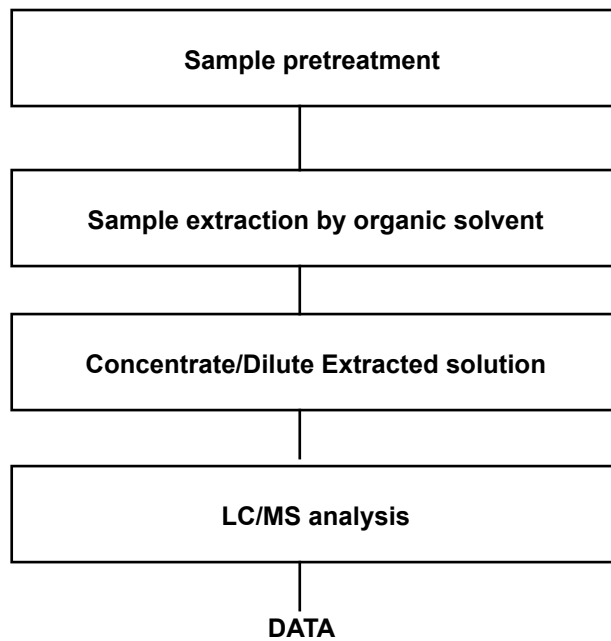 Sample pretreatment
Sample extraction by organic solvent
Concentrate/Dilute Extracted solution
LC/MS analysis
DATA